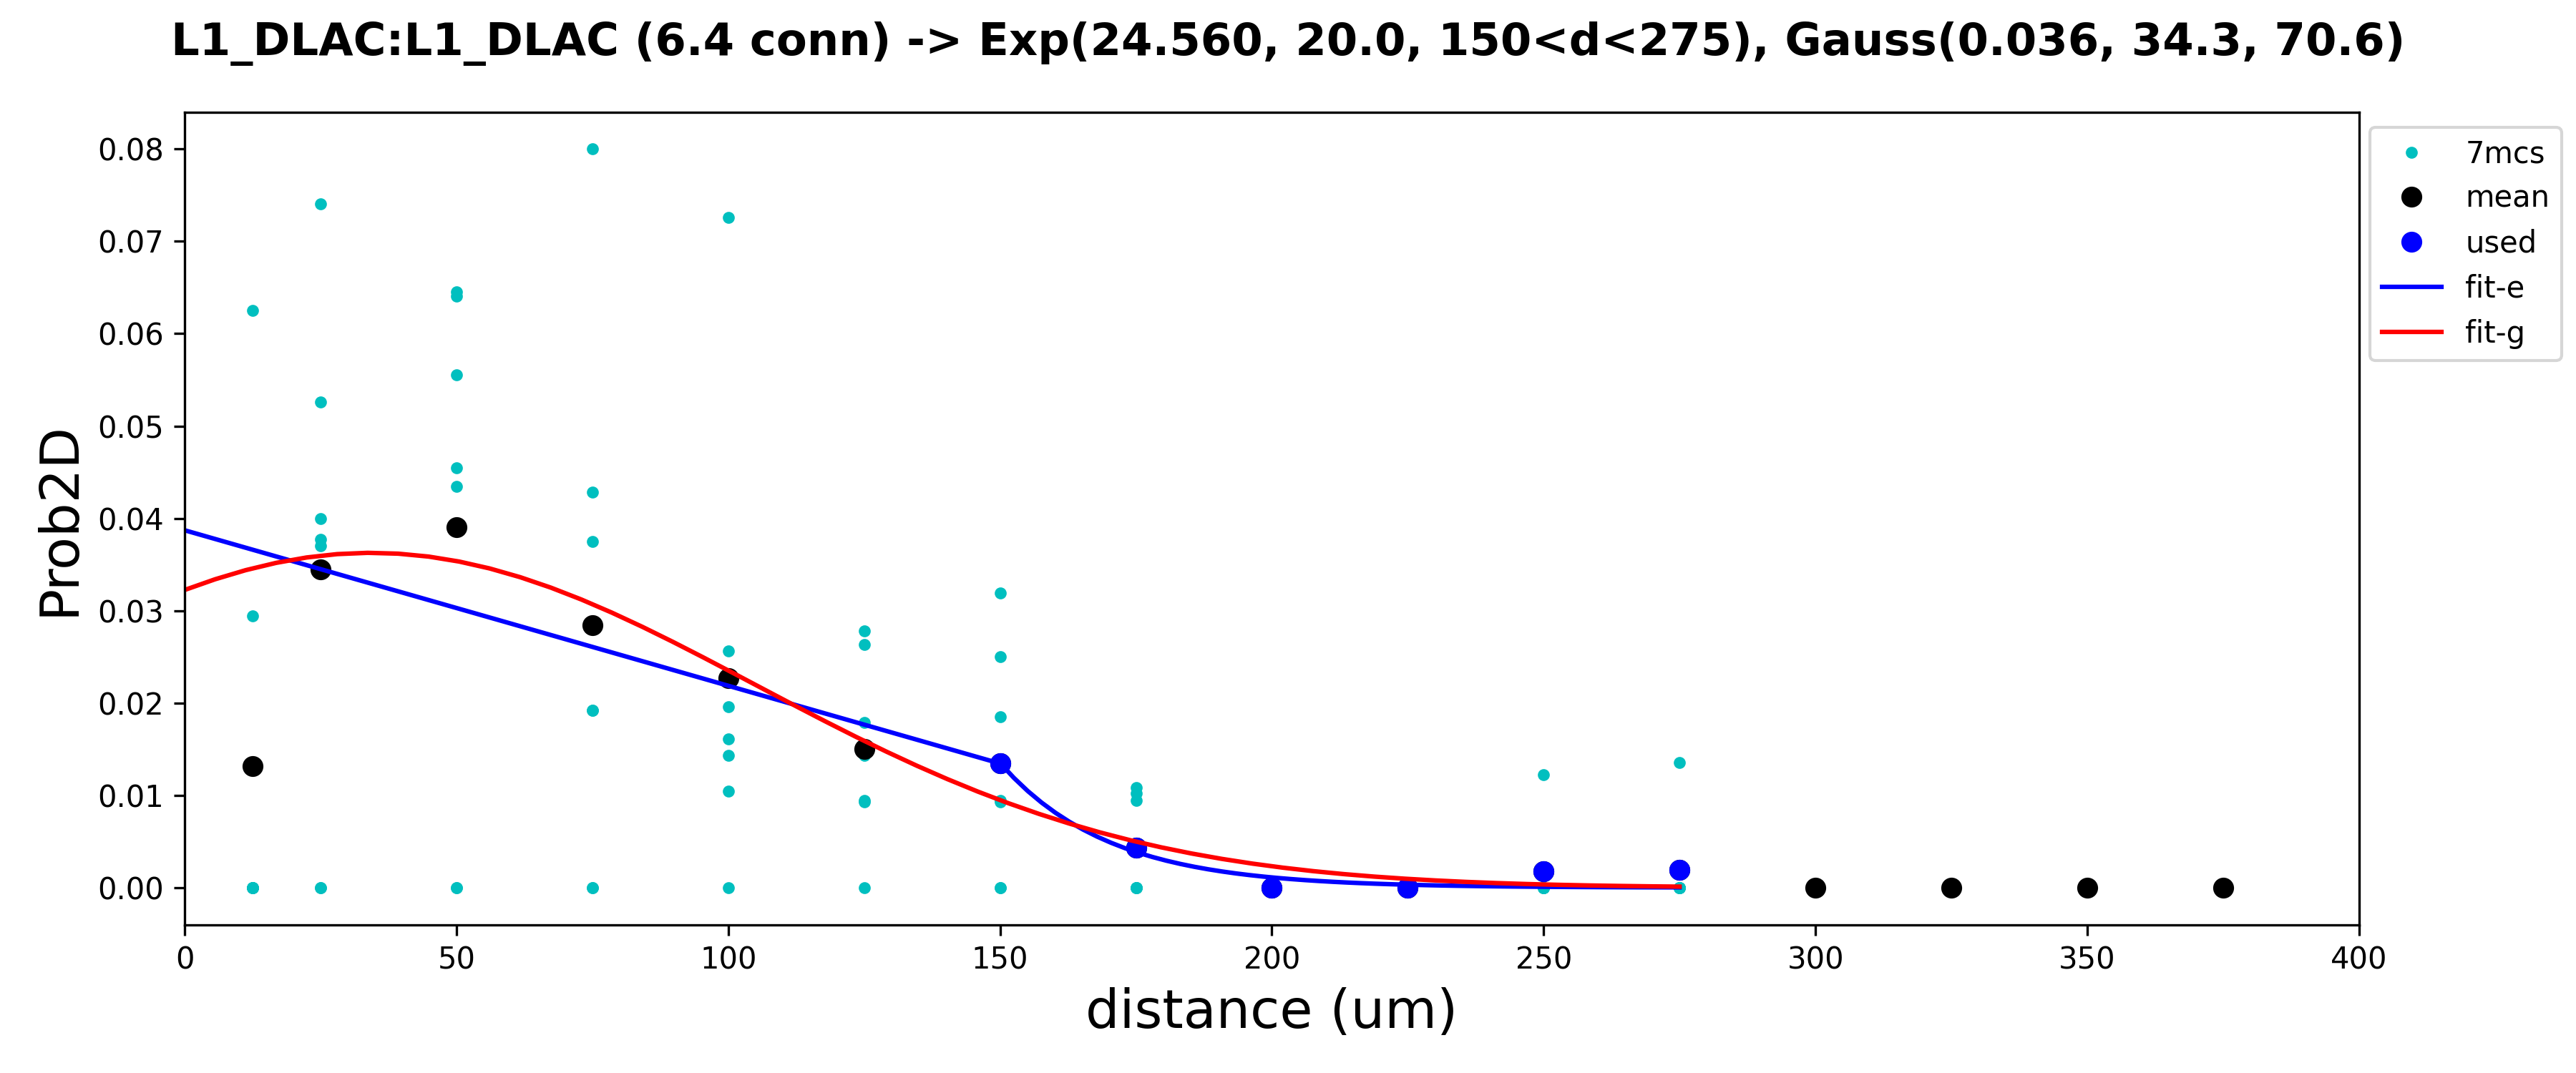 L1_DLAC:L1_DLAC (6.4 conn) -> Exp(24.560, 20.0, 150<d<275), Gauss(0.036, 34.3, 70.6)
0.08
0.07
0.06
0.05
0.04
0.03
0.02
0.01
0.00
Prob2D
0 50 100 150 200 250 300 350 400
distance (um)
7mcs
mean
used
fit-e
fit-g